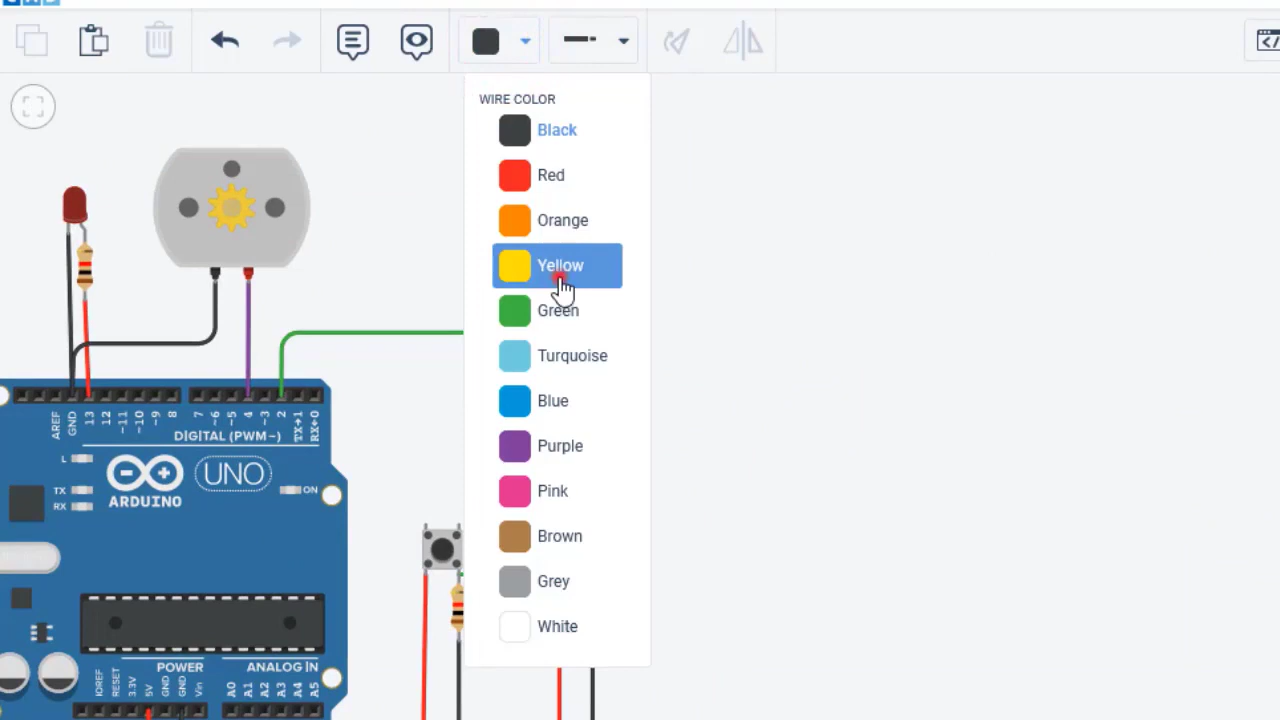 WIRE COLOR
Black
Red
Orange
Yellow
Green
Turquoise
Blue
Purple
Pink
Brown
Grey
White
AREF
GND
13
12
~11
~10
~9
8
7
~6
~5
4
~3
2
TX→1
RX←0
DIGITAL (PWM~)
L
TX
RX
ARDUINO
UNO
ON
POWER
ANALOG IN
IOREF
RESET
3.3V
5V
GND
GND
Vin
A0
A1
A2
A3
A4
A5